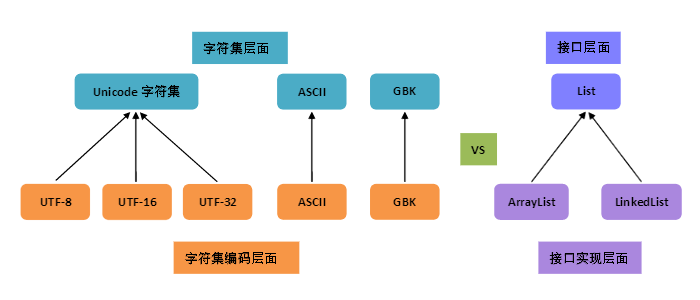 字符集层面
接口层面
Unicode 字符集
ASCII
GBK
List
VS
UTF-8
UTF-16
UTF-32
ASCII
GBK
ArrayList
LinkedList
字符集编码层面
接口实现层面